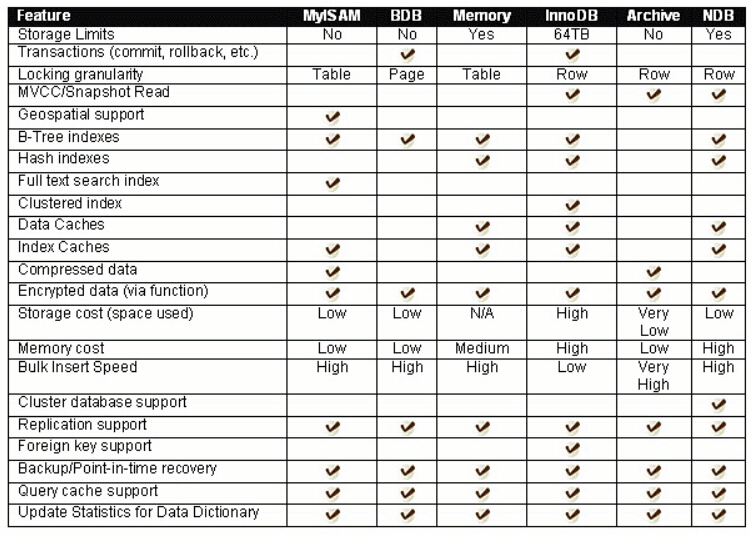 Feature MyISAM BDB Memory InnoDB Archive NDB
Storage Limits No No Yes 64TB No Yes
Transactions (commit, rollback, etc.) ✔ ✔
Locking granularity Table Page Table Row Row Row
MVCC/Snapshot Read ✔ ✔ ✔
Geospatial support ✔
B-Tree indexes ✔ ✔ ✔ ✔ ✔
Hash indexes ✔ ✔ ✔
Full text search index ✔
Clustered index ✔
Data Caches ✔ ✔ ✔
Index Caches ✔ ✔ ✔ ✔
Compressed data ✔ ✔
Encrypted data (via function) ✔ ✔ ✔ ✔ ✔ ✔
Storage cost (space used) Low Low N/A High Very Low
Low
Memory cost Low Low Medium High Low High
Bulk Insert Speed High High High Low Very High
High
Cluster database support ✔
Replication support ✔ ✔ ✔ ✔ ✔ ✔
Foreign key support ✔
Backup/Point-in-time recovery ✔ ✔ ✔ ✔ ✔ ✔
Query cache support ✔ ✔ ✔ ✔ ✔ ✔
Update Statistics for Data Dictionary ✔ ✔ ✔ ✔ ✔ ✔